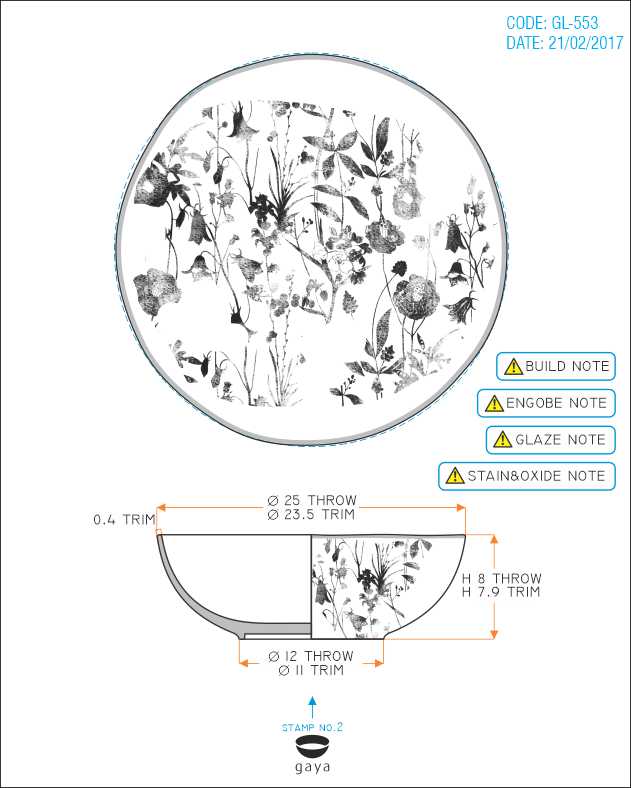 CODE: GL-553
DATE: 21/02/2017
BUILD NOTE
ENGOBE NOTE
GLAZE NOTE
STAIN&OXIDE NOTE
Ø 25 THROW
Ø 23.5 TRIM
0.4 TRIM
H 8 THROW
H 7.9 TRIM
Ø 12 THROW
Ø 11 TRIM
STAMP NO.2
gaya